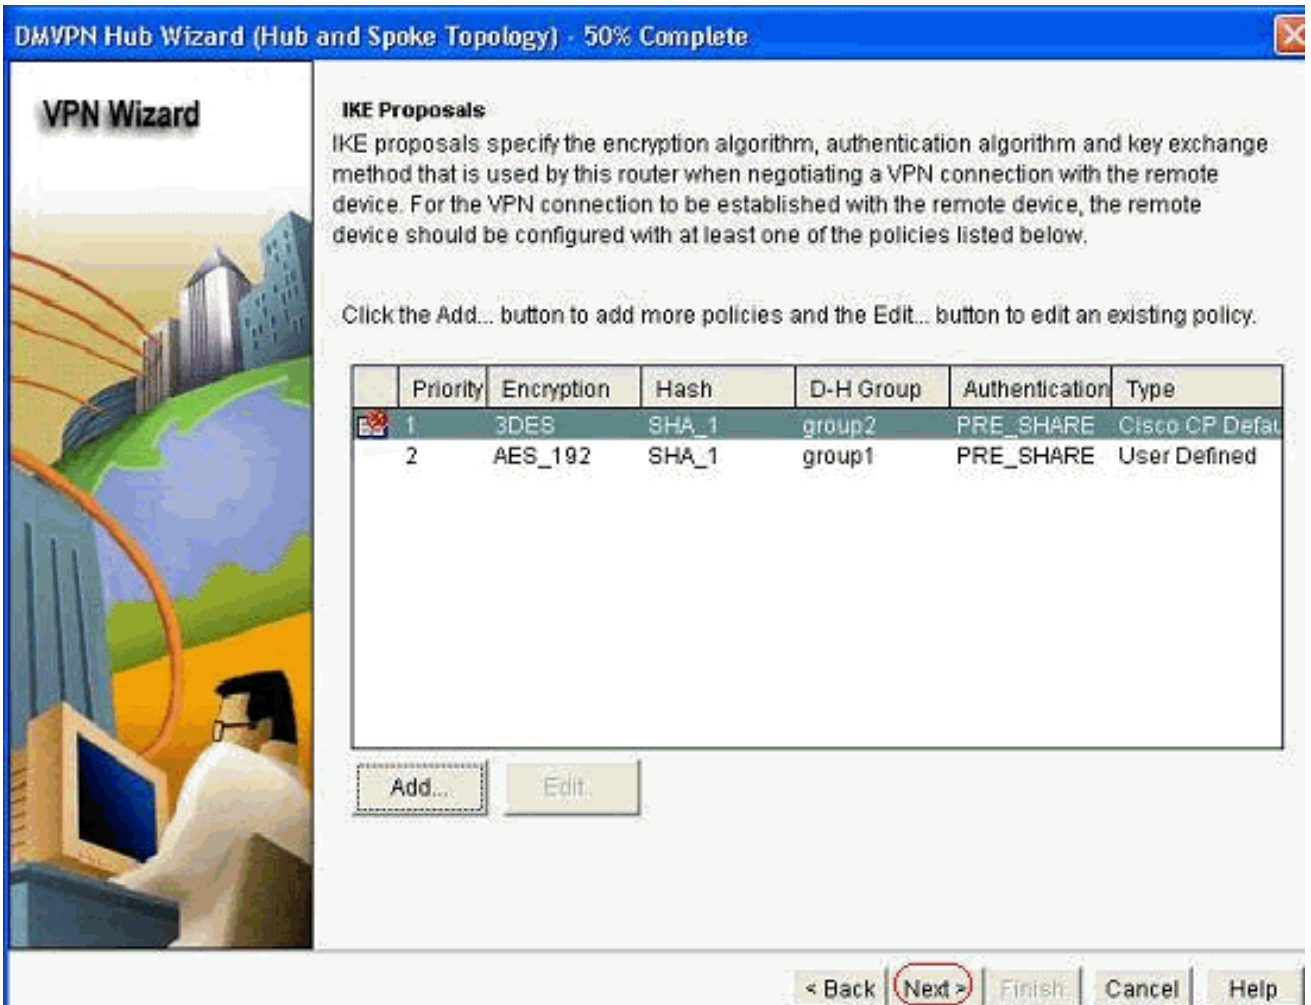 DMVPN Hub Wizard (Hub and Spoke Topology) - 50% Complete
VPN Wizard
IKE Proposals
IKE proposals specify the encryption algorithm, authentication algorithm and key exchange
method that is used by this router when negotiating a VPN connection with the remote
device. For the VPN connection to be established with the remote device, the remote
device should be configured with at least one of the policies listed below.
Click the Add... button to add more policies and the Edit... button to edit an existing policy.
Priority Encryption Hash D-H Group Authentication Type
1 3DES SHA_1 group2 PRE_SHARE Cisco CP Defau
2 AES_192 SHA_1 group1 PRE_SHARE User Defined
Add... Edit...
< Back Next > Finish Cancel Help